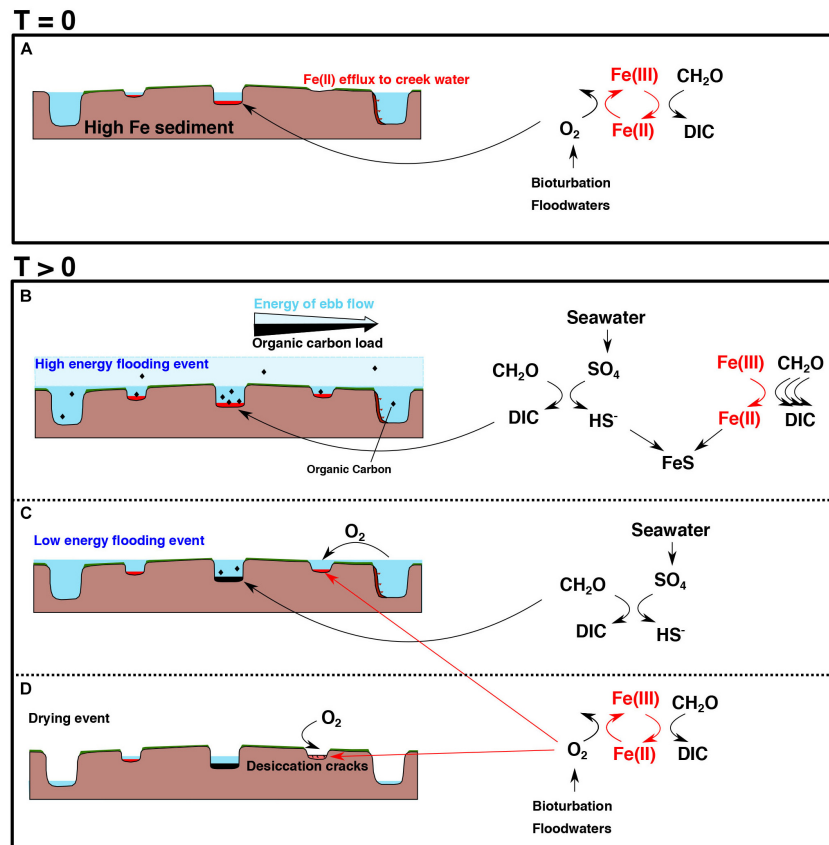 T = 0
A
Fe(II) efflux to creek water
High Fe sediment
Fe(III)
CH₂O
O₂
Fe(II)
DIC
Bioturbation
Floodwaters
T > 0
B
Energy of ebb flow
Organic carbon load
High energy flooding event
Organic Carbon
Seawater
CH₂O
SO₄
DIC
HS⁻
Fe(III)
CH₂O
Fe(II)
DIC
FeS
C
Low energy flooding event
O₂
Seawater
CH₂O
SO₄
DIC
HS⁻
D
Drying event
O₂
Desiccation cracks
Fe(III)
CH₂O
O₂
Fe(II)
DIC
Bioturbation
Floodwaters